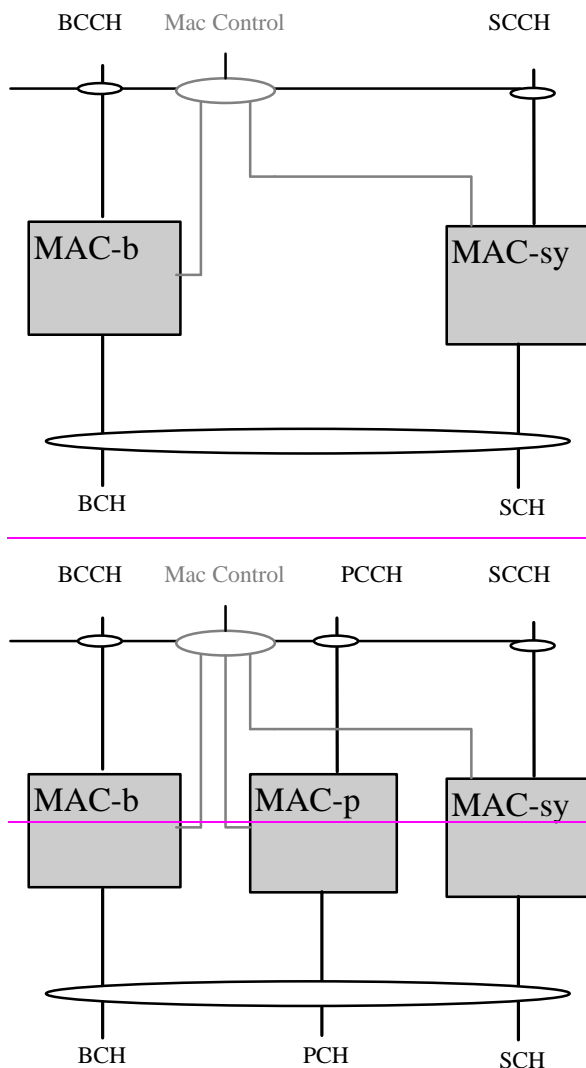 BCCH Mac Control SCCH
MAC-b MAC-sy
BCH SCH
BCCH Mac Control PCCH SCCH
MAC-b MAC-p MAC-sy
BCH PCH SCH